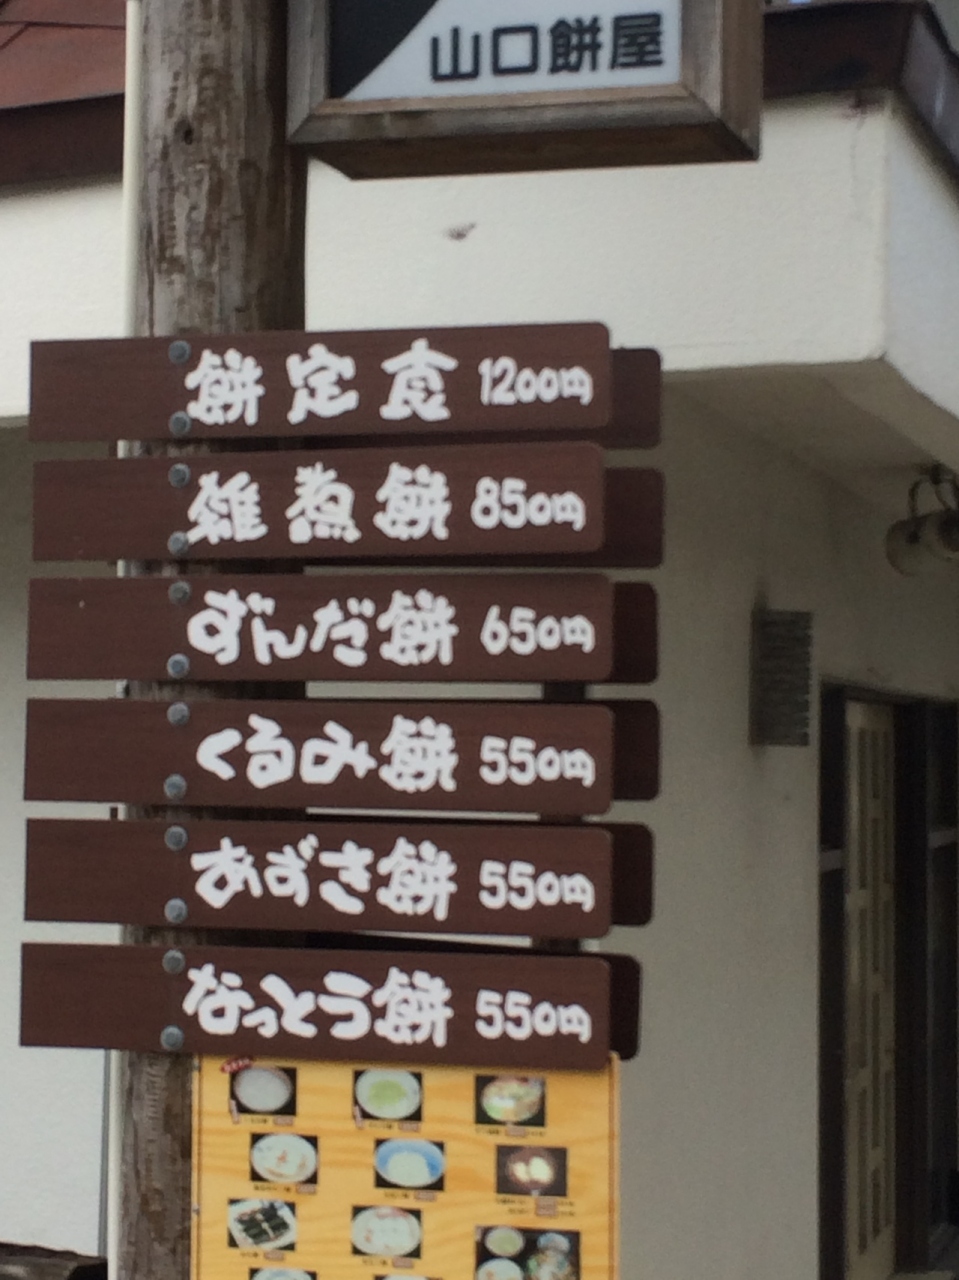 山口餅屋
餅定食 1200円
雑煮餅 850円
ずんだ餅 650円
くるみ餅 550円
あずき餅 550円
なっとう餅 550円